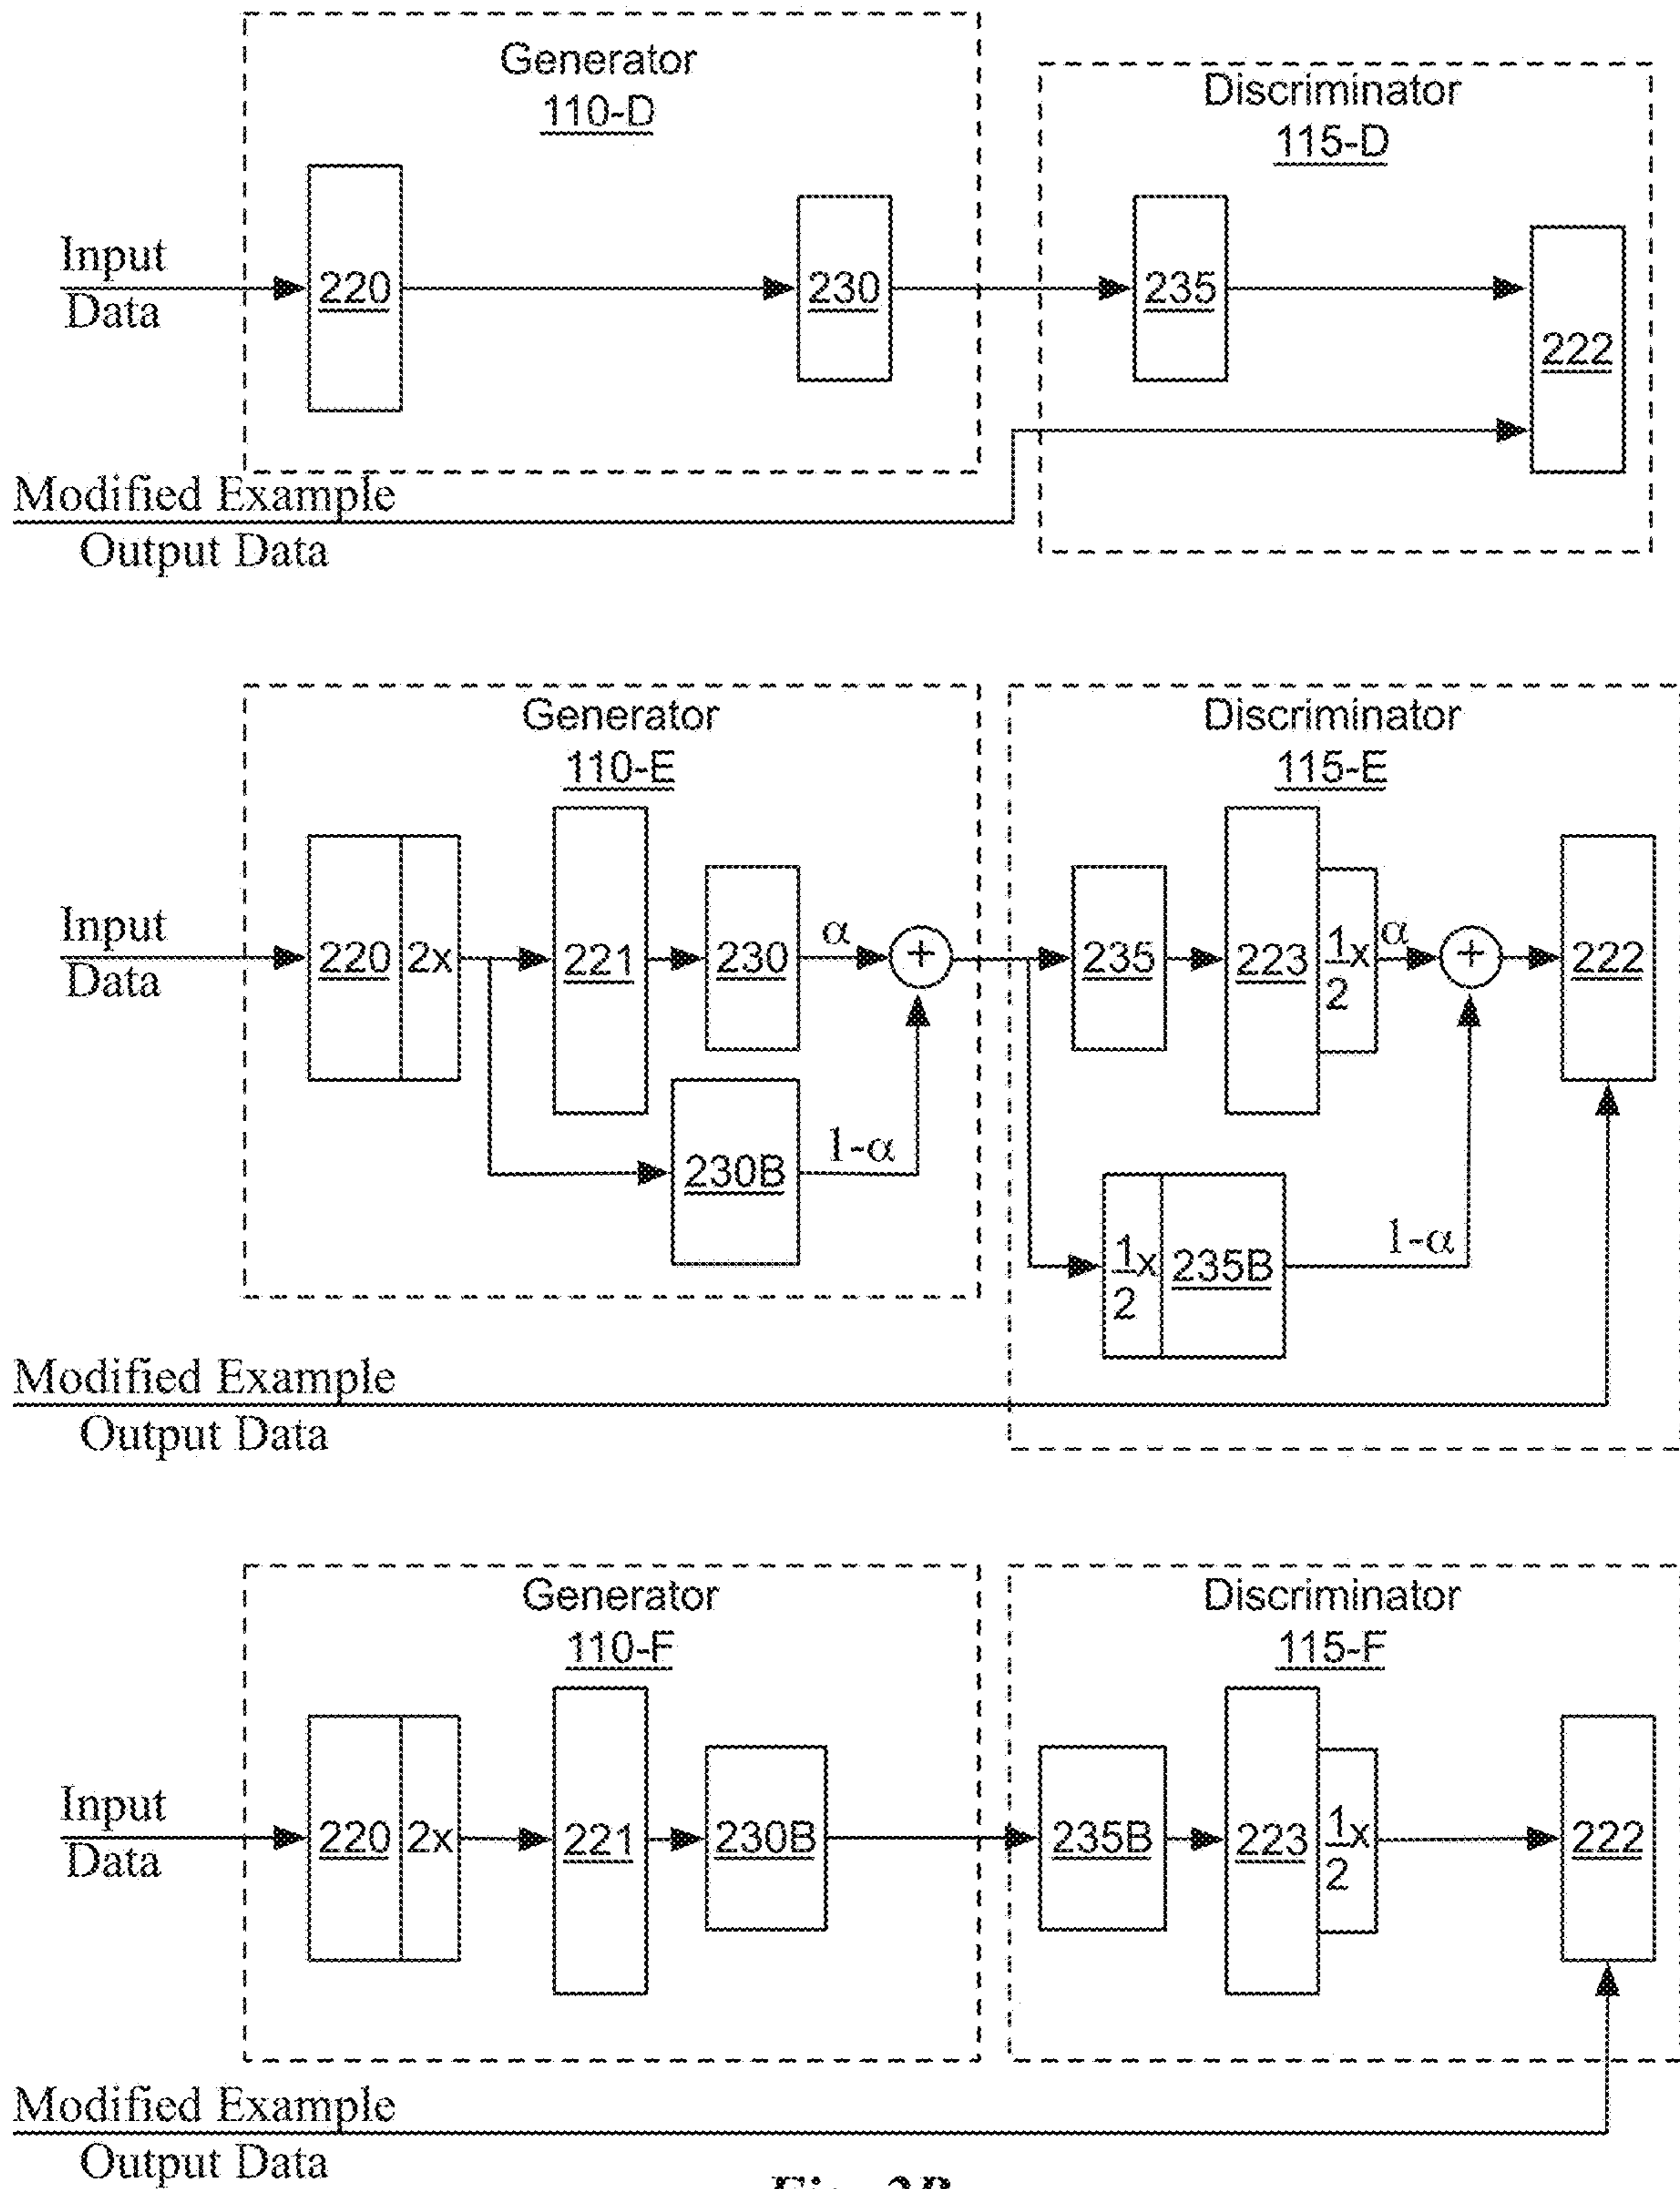 Generator
110-D
Discriminator
115-D
Input
Data
220
230
235
222
Modified Example
Output Data
Generator
110-E
Discriminator
115-E
Input
Data
220
2x
221
230
α
+
235
223
1
2
x
α
+
222
230B
1-α
1
2
x
235B
1-α
Modified Example
Output Data
Generator
110-F
Discriminator
115-F
Input
Data
220
2x
221
230B
235B
223
1
2
x
222
Modified Example
Output Data